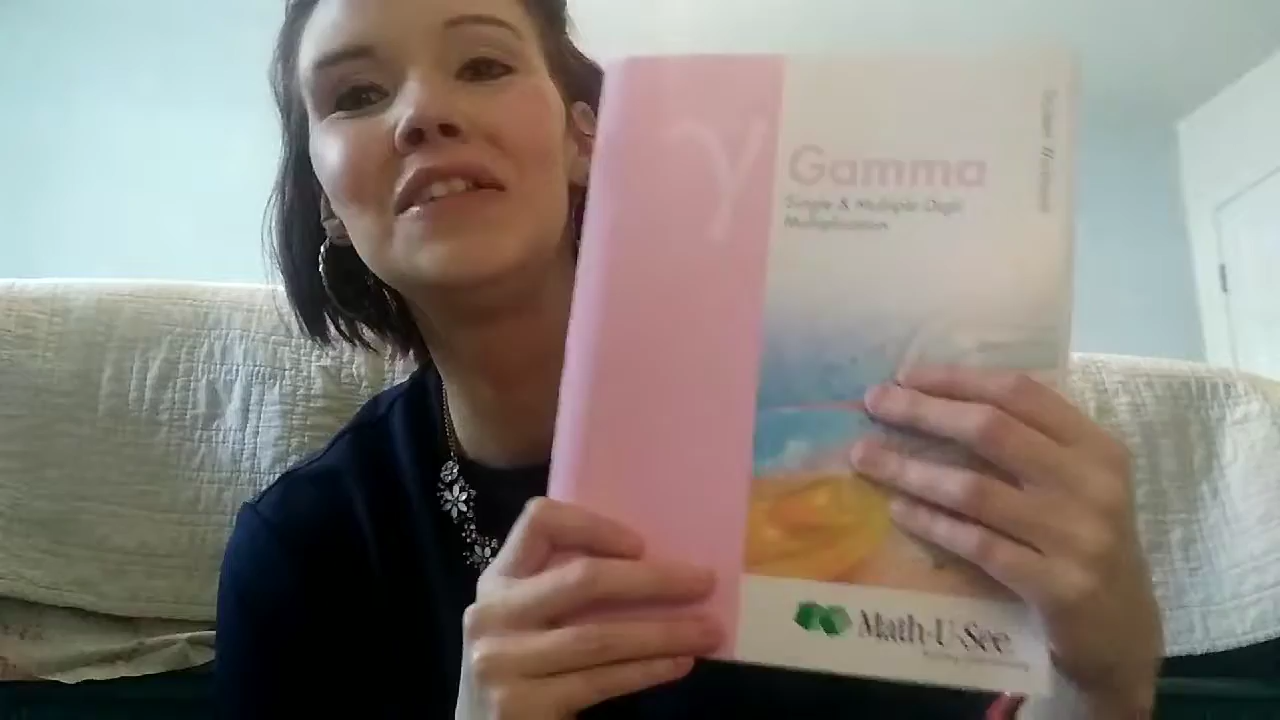 γ
Gamma
Single & Multiple Digit
Multiplication
Math-U-See